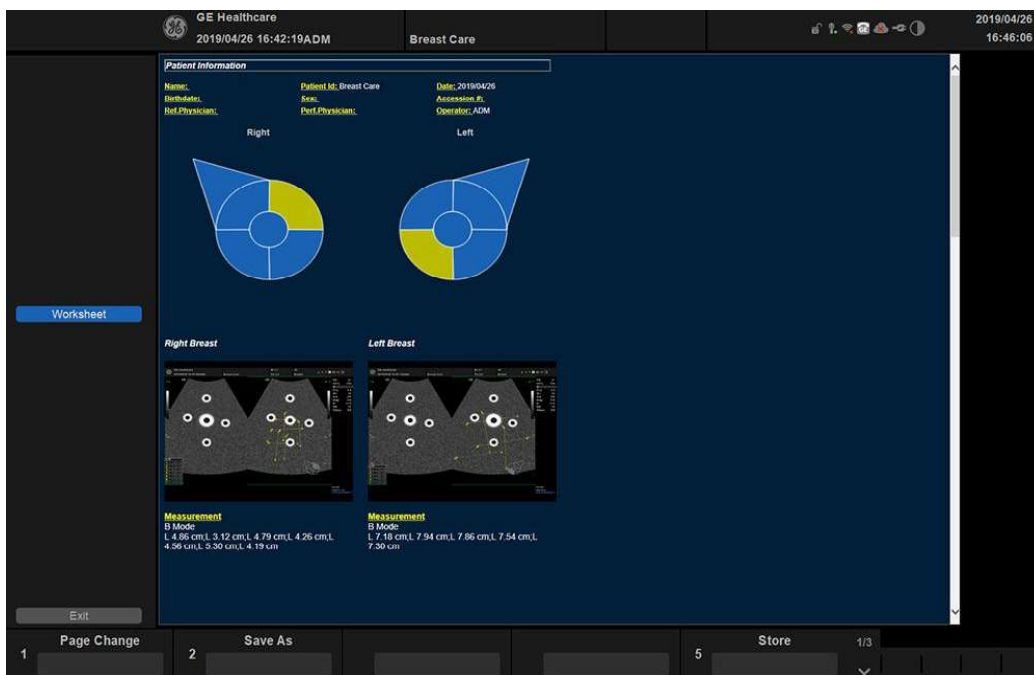 GE Healthcare
2019/04/26 16:42:19ADM
Breast Care
2019/04/26
16:46:06
Patient Information
Name: Patient Id: Breast Care Date: 2019/04/26
Birthdate: Sex: Accession #:
Ref.Physician: Perf.Physician: Operator: ADM
Right Left
Worksheet
Right Breast Left Breast
Measurement
B Mode
L 4.86 cm;L 3.12 cm;L 4.79 cm;L 4.26 cm;L
4.56 cm;L 5.30 cm;L 4.19 cm
Measurement
B Mode
L 7.18 cm;L 7.94 cm;L 7.86 cm;L 7.54 cm;L
7.30 cm
Exit
1 Page Change 2 Save As 5 Store 1/3